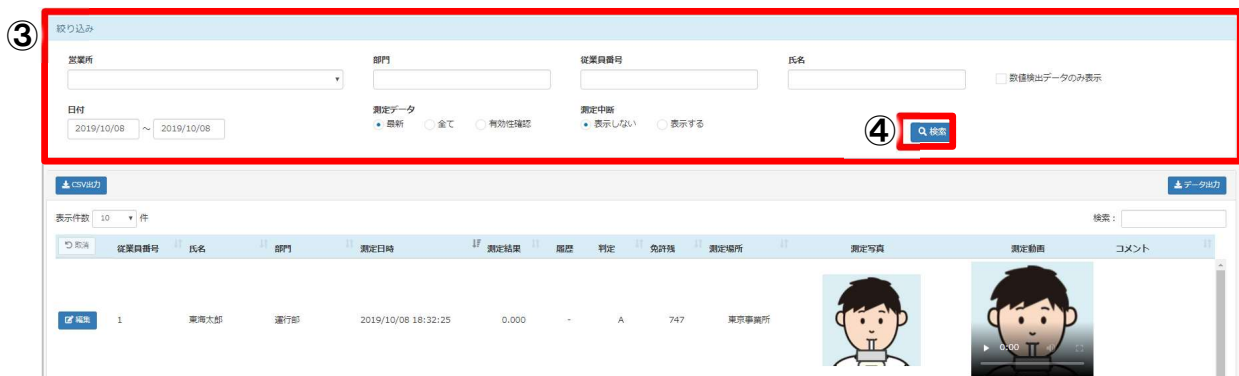 ③
絞り込み
営業所 部門 従業員番号 氏名
数値検出データのみ表示
日付 測定データ 測定中断
2019/10/08 ～ 2019/10/08 最新 全て 有効性確認 表示しない 表示する ④ 検索
CSV出力 データ出力
表示件数 10 件 検索：
取消 従業員番号 氏名 部門 測定日時 測定結果 履歴 判定 免許残 測定場所 測定写真 測定動画 コメント
編集 1 東海太郎 運行部 2019/10/08 18:32:25 0.000 - A 747 東京事業所
0:00